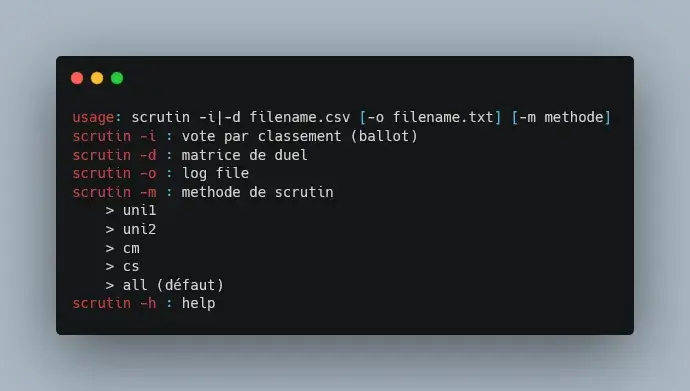 usage: scrutin -i|-d filename.csv [-o filename.txt] [-m methode]
scrutin -i : vote par classement (ballot)
scrutin -d : matrice de duel
scrutin -o : log file
scrutin -m : methode de scrutin
> uni1
> uni2
> cm
> cs
> all (défaut)
scrutin -h : help